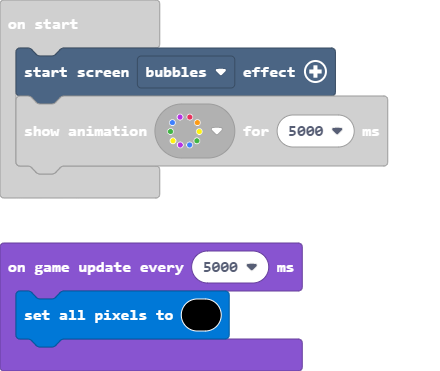 on start
start screen bubbles effect
show animation for 5000 ms
on game update every 5000 ms
set all pixels to